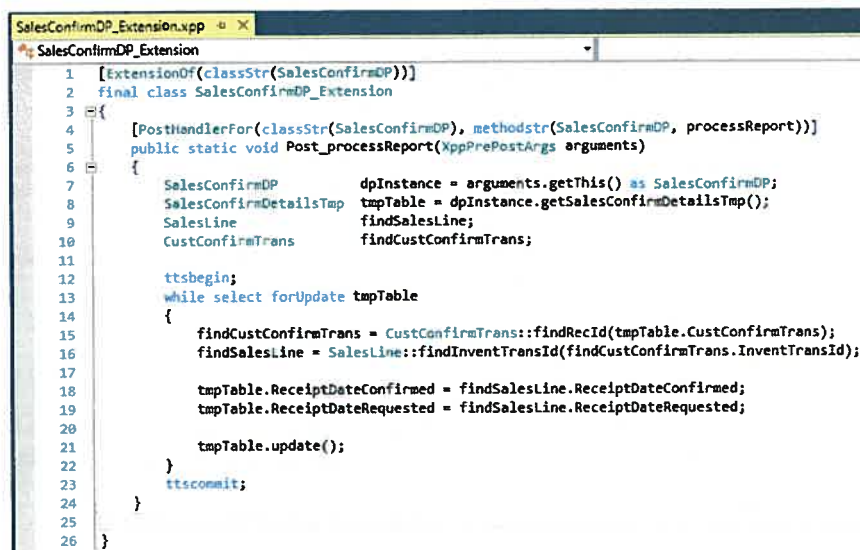 SalesConfirmDP_Extension.xpp
SalesConfirmDP_Extension
1 [ExtensionOf(classStr(SalesConfirmDP))]
2 final class SalesConfirmDP_Extension
3 {
4 [PostHandlerFor(classStr(SalesConfirmDP), methodstr(SalesConfirmDP, processReport))]
5 public static void Post_processReport(XppPrePostArgs arguments)
6 {
7 SalesConfirmDP dpInstance = arguments.getThis() as SalesConfirmDP;
8 SalesConfirmDetailsTmp tmpTable = dpInstance.getSalesConfirmDetailsTmp();
9 SalesLine findSalesLine;
10 CustConfirmTrans findCustConfirmTrans;
11
12 ttsbegin;
13 while select forUpdate tmpTable
14 {
15 findCustConfirmTrans = CustConfirmTrans::findRecId(tmpTable.CustConfirmTrans);
16 findSalesLine = SalesLine::findInventTransId(findCustConfirmTrans.InventTransId);
17
18 tmpTable.ReceiptDateConfirmed = findSalesLine.ReceiptDateConfirmed;
19 tmpTable.ReceiptDateRequested = findSalesLine.ReceiptDateRequested;
20
21 tmpTable.update();
22 }
23 ttscommit;
24 }
25
26 }